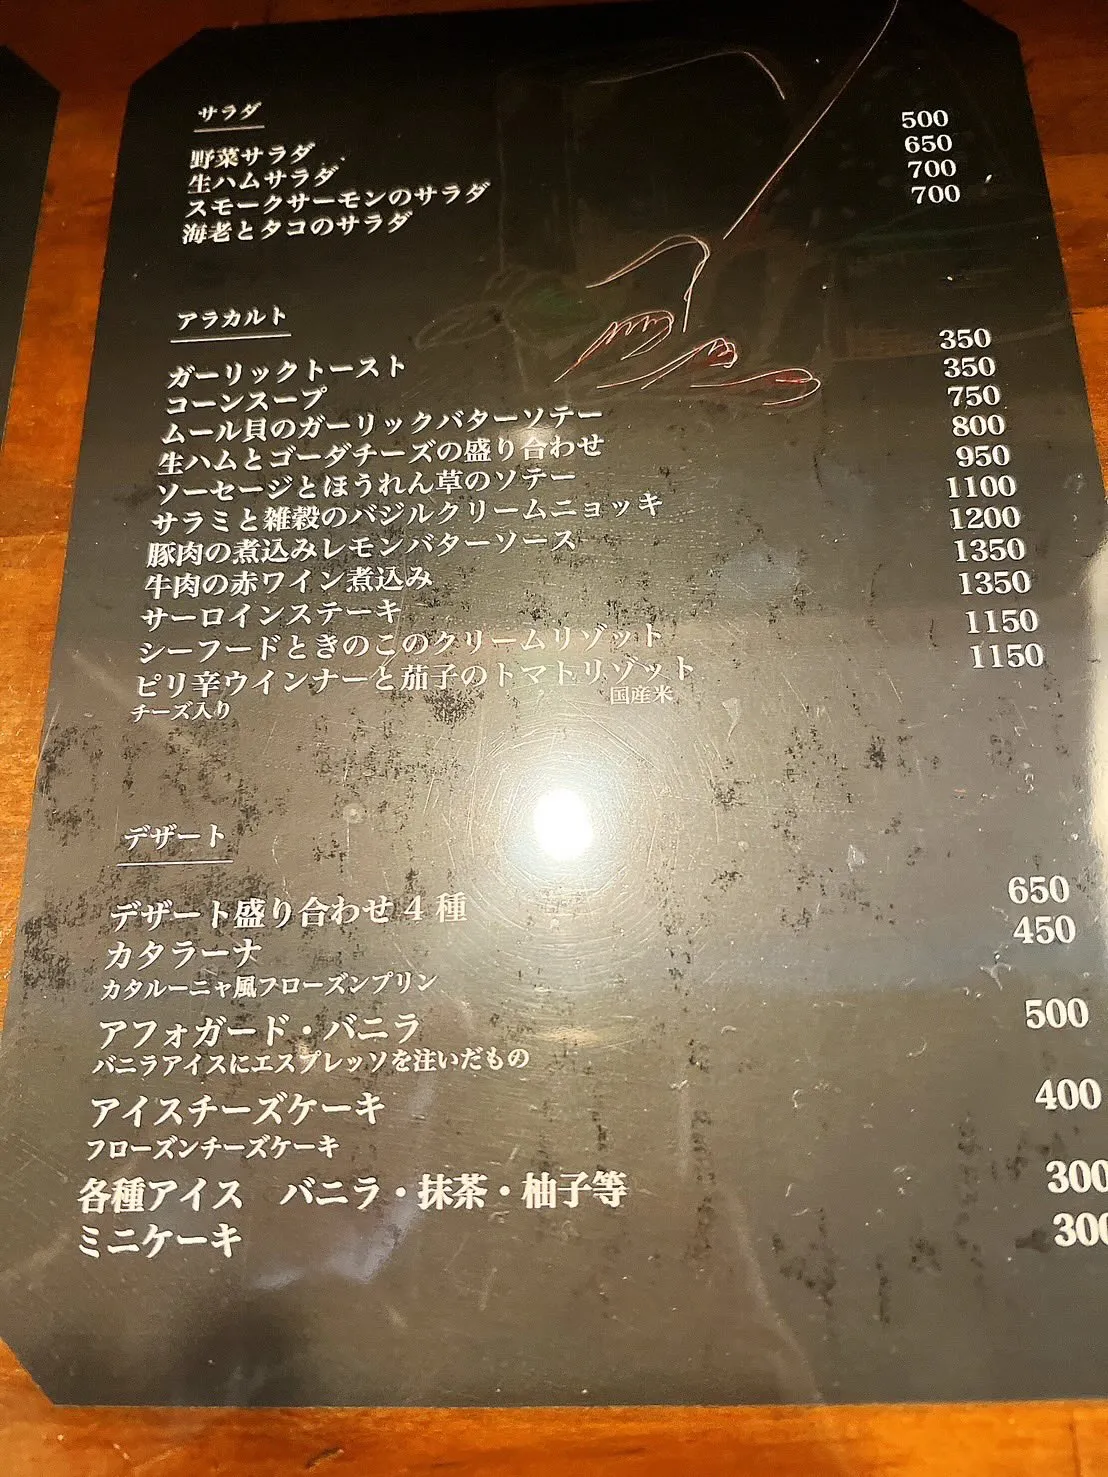 サラダ
野菜サラダ 500
生ハムサラダ 650
スモークサーモンのサラダ 700
海老とタコのサラダ 700
アラカルト
ガーリックトースト 350
コーンスープ 350
ムール貝のガーリックバターソテー 750
生ハムとゴーダチーズの盛り合わせ 800
ソーセージとほうれん草のソテー 950
サラミと雑穀のバジルクリームニョッキ 1100
豚肉の煮込みレモンバターソース 1200
牛肉の赤ワイン煮込み 1350
サーロインステーキ 1350
シーフードときのこのクリームリゾット 1150
ピリ辛ウインナーと茄子のトマトリゾット 1150
チーズ入り 国産米
デザート
デザート盛り合わせ4種 650
カタラーナ 450
カタルーニャ風フローズンプリン
アフォガード・バニラ 500
バニラアイスにエスプレッソを注いだもの
アイスチーズケーキ 400
フローズンチーズケーキ
各種アイス バニラ・抹茶・柚子等 300
ミニケーキ 300